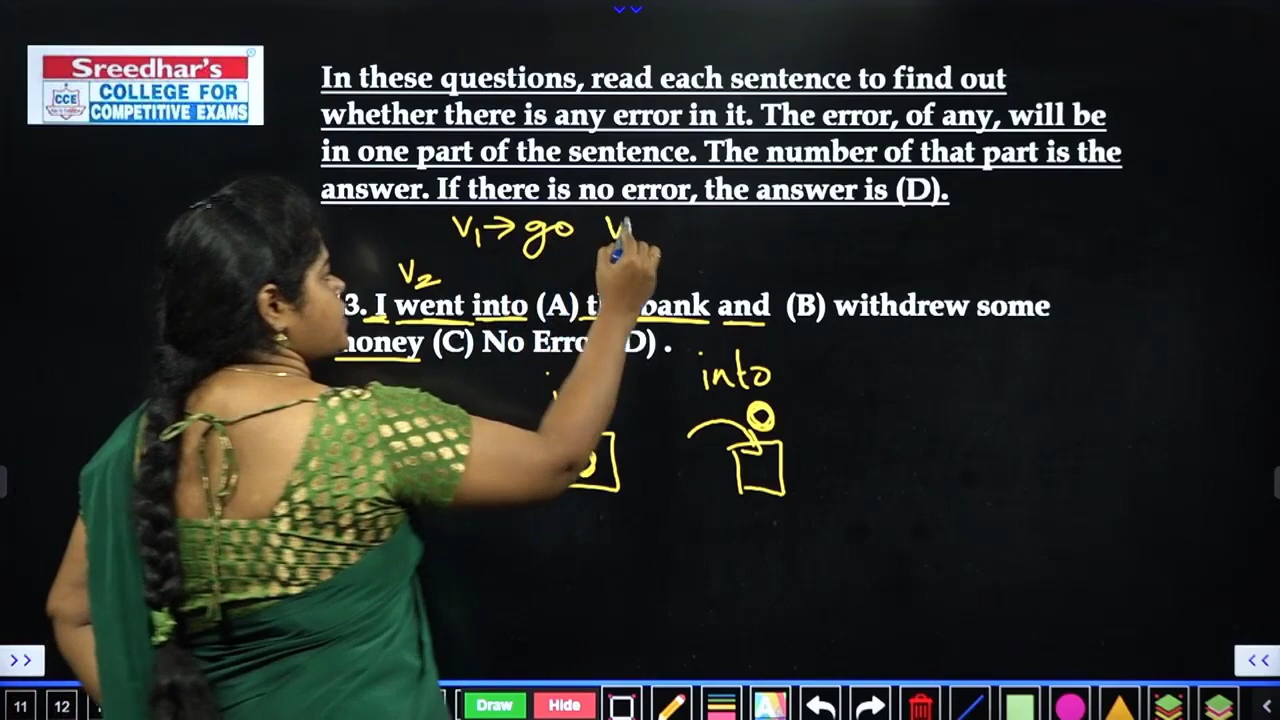 Sreedhar's
CCE
COLLEGE FOR
COMPETITIVE EXAMS
In these questions, read each sentence to find out
whether there is any error in it. The error, of any, will be
in one part of the sentence. The number of that part is the
answer. If there is no error, the answer is (D).
V1 → go V
V2
3. I went into (A) bank and (B) withdrew some
money (C) No Error D) .
into
>>
<<
11
12
Draw
Hide